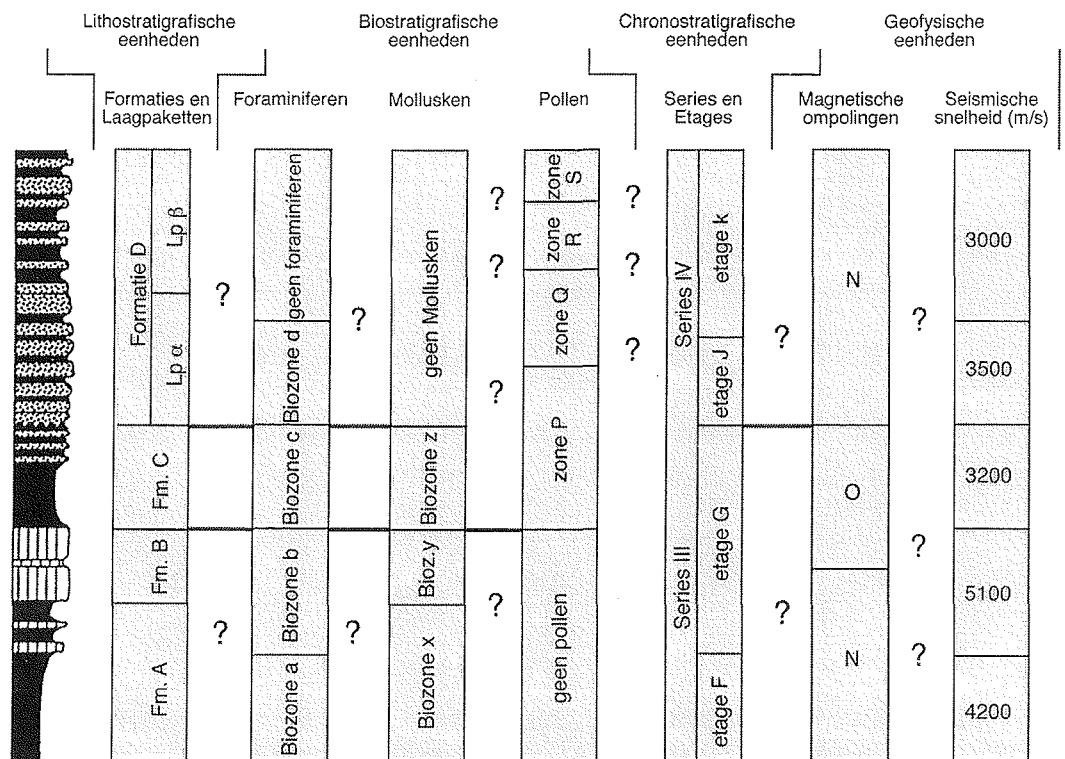 Lithostratigrafische
eenheden
Biostratigrafische
eenheden
Chronostratigrafische
eenheden
Geofysische
eenheden
Formaties en
Laagpaketten
Foraminiferen
Mollusken
Pollen
Series en
Etages
Magnetische
ompolingen
Seismische
snelheid (m/s)
Formatie D
Lp β
Lp α
Fm. C
Fm. B
Fm. A
?
?
geen foraminiferen
Biozone d
Biozone c
Biozone b
Biozone a
?
?
geen Mollusken
Biozone z
Bioz.y
Biozone x
?
?
?
?
zone S
zone R
zone Q
zone P
geen pollen
?
?
?
Series IV
Series III
etage k
etage J
etage G
etage F
?
?
N
O
N
?
?
?
3000
3500
3200
5100
4200